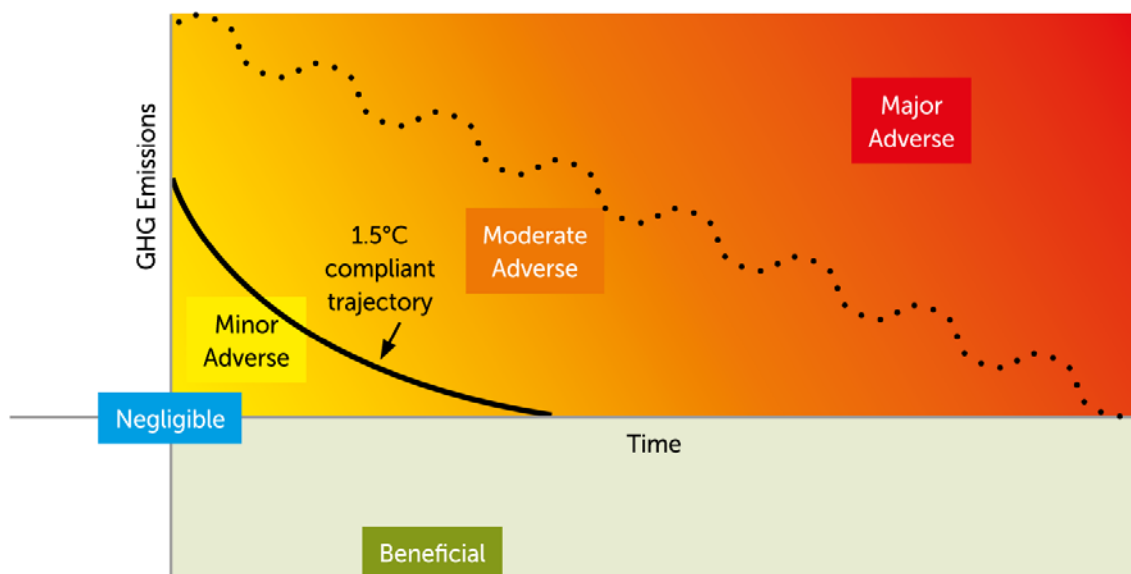 GHG Emissions
Major
Adverse
Moderate
Adverse
1.5°C
compliant
trajectory
Minor
Adverse
Negligible
Time
Beneficial